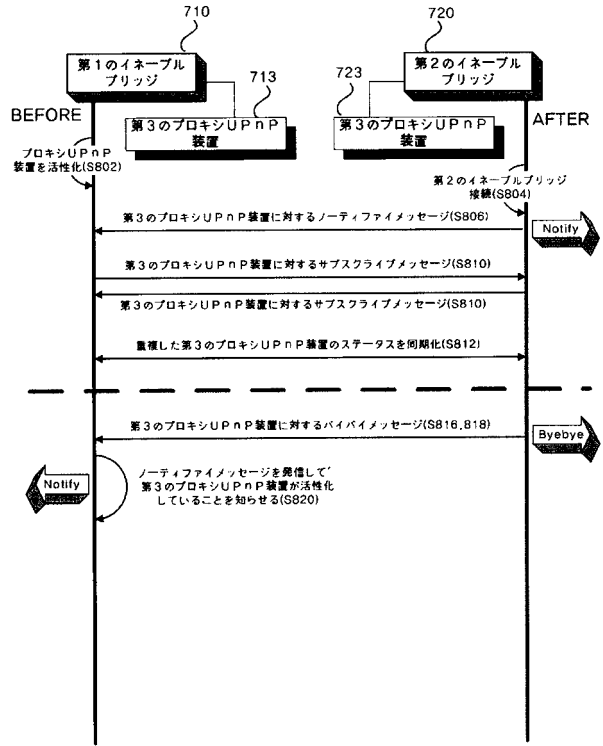 710
720
第1のイネーブル
ブリッジ
第2のイネーブル
ブリッジ
713
723
BEFORE
AFTER
第3のプロキシUPnP
装置
第3のプロキシUPnP
装置
プロキシUPnP
装置を活性化(S802)
第2のイネーブルブリッジ
接続(S804)
第3のプロキシUPnP装置に対するノーティファイメッセージ(S806)
Notify
第3のプロキシUPnP装置に対するサブスクライブメッセージ(S810)
第3のプロキシUPnP装置に対するサブスクライブメッセージ(S810)
重複した第3のプロキシUPnP装置のステータスを同期化(S812)
第3のプロキシUPnP装置に対するバイバイメッセージ(S816,818)
Byebye
Notify
ノーティファイメッセージを発信して
第3のプロキシUPnP装置が活性化
していることを知らせる(S820)